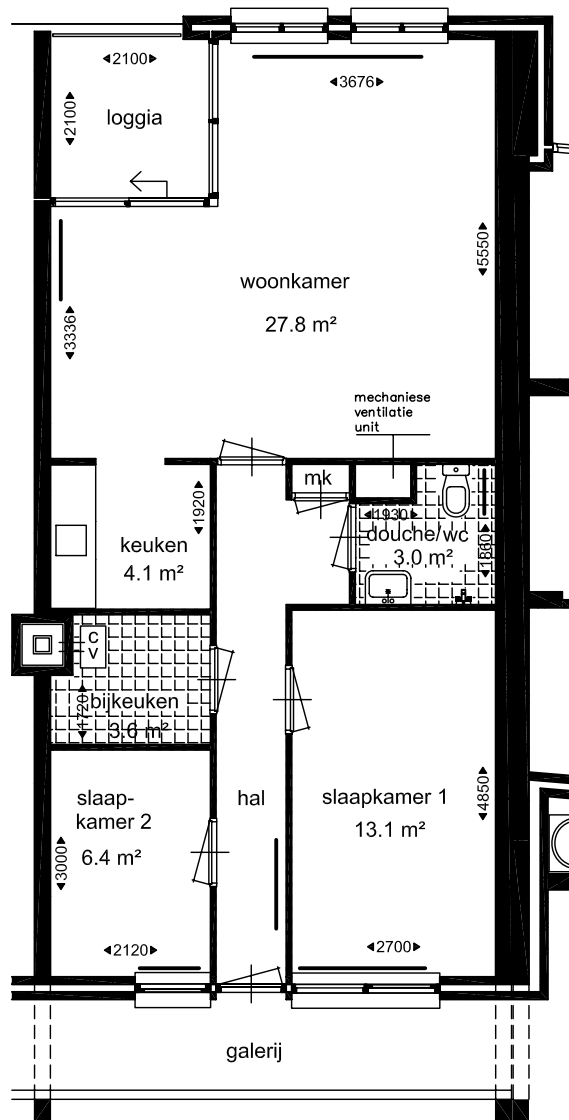 2100
3676
2100
loggia
5550
woonkamer
27.8 m²
3336
mechaniese
ventilatie
unit
mk
1920
1930
douche/wc
3.0 m²
1860
keuken
4.1 m²
C
V
bijkeuken
3.6 m²
1720
slaap-
kamer 2
6.4 m²
hal
slaapkamer 1
13.1 m²
4850
3000
2120
2700
galerij